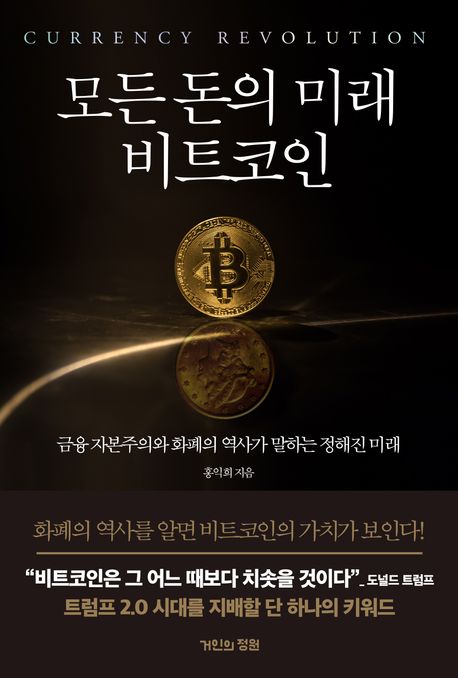 CURRENCY REVOLUTION
모든 돈의 미래
비트코인
금융 자본주의와 화폐의 역사가 말하는 정해진 미래
홍익희 지음
화폐의 역사를 알면 비트코인의 가치가 보인다!
“비트코인은 그 어느 때보다 치솟을 것이다”_ 도널드 트럼프
트럼프 2.0 시대를 지배할 단 하나의 키워드
거인의 정원